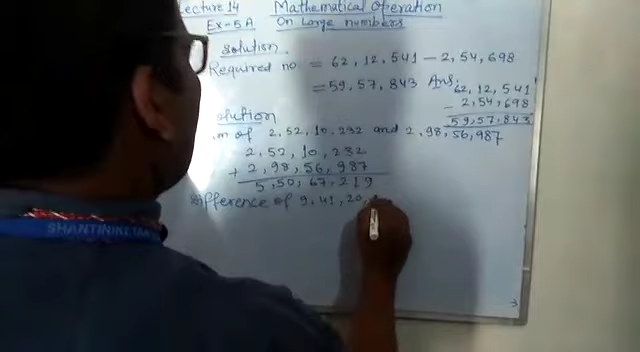 Lecture 14 Mathematical Operation
Ex-5A On Large numbers
Solution.
Required no = 62,12,541 - 2,54,698
= 59,57,843 Ans.
62,12,541
- 2,54,698
59,57,843
lution
m of 2,52,10,232 and 2,98,56,987
2,52,10,232
+ 2,98,56,987
5,50,67,219
ifference of 9,41,20,
SHANTINIKETAN